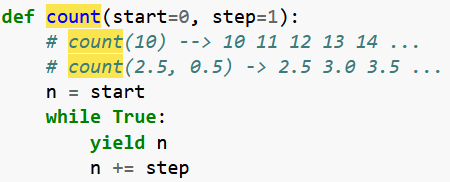 def count(start=0, step=1):
    # count(10) --> 10 11 12 13 14 ...
    # count(2.5, 0.5) -> 2.5 3.0 3.5 ...
    n = start
    while True:
        yield n
        n += step